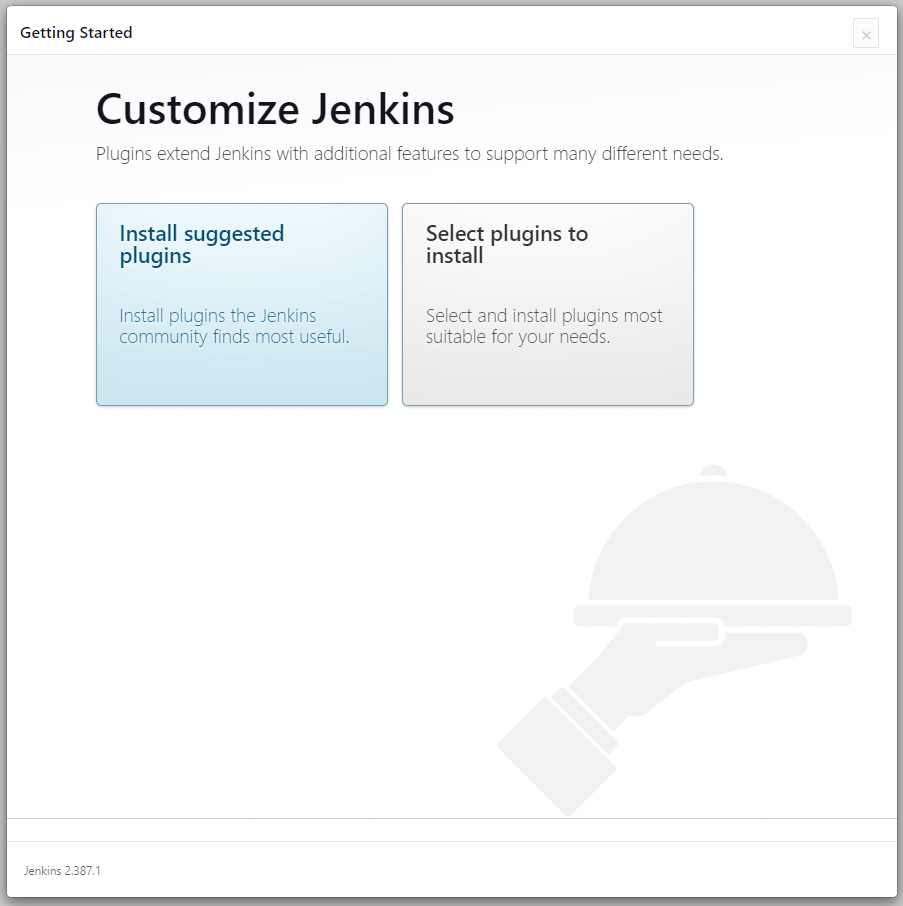 Getting Started
×
Customize Jenkins
Plugins extend Jenkins with additional features to support many different needs.
Install suggested
plugins
Install plugins the Jenkins
community finds most useful.
Select plugins to
install
Select and install plugins most
suitable for your needs.
Jenkins 2.387.1